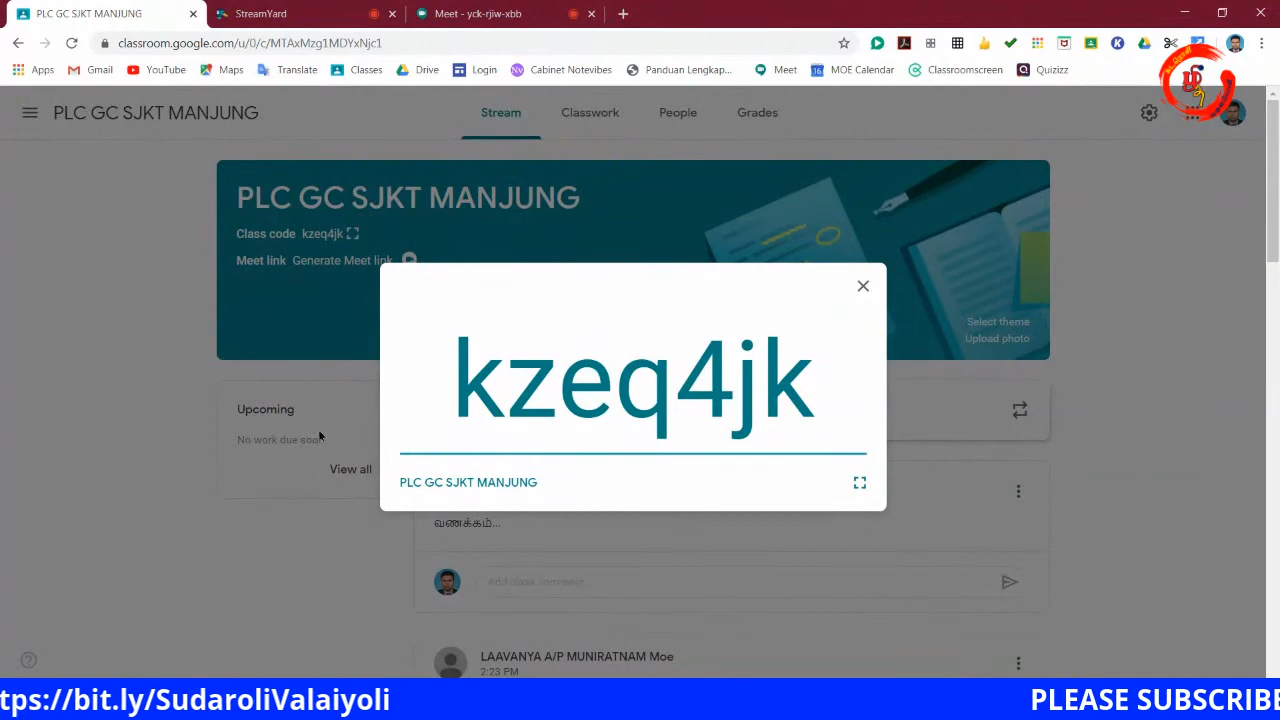 PLC GC SJKT MANJUNG
StreamYard
Meet - yck-rjiw-xbb
classroom.google.com/u/0/c/MTAxMzg1MDYxNjc1
Apps Gmail YouTube Maps Translate Classes Drive Login Cabinet Notevibes Panduan Lengkap... Meet MOE Calendar Classroomscreen Quizizz
PLC GC SJKT MANJUNG
Stream Classwork People Grades
PLC GC SJKT MANJUNG
Class code kzeq4jk
Meet link Generate Meet link
Select theme
Upload photo
kzeq4jk
PLC GC SJKT MANJUNG
Upcoming
No work due soon
View all
வணக்கம்...
Add class comment
LAAVANYA A/P MUNIRATNAM Moe
2:23 PM
ttps://bit.ly/SudaroliValaiyoli PLEASE SUBSCRIBE